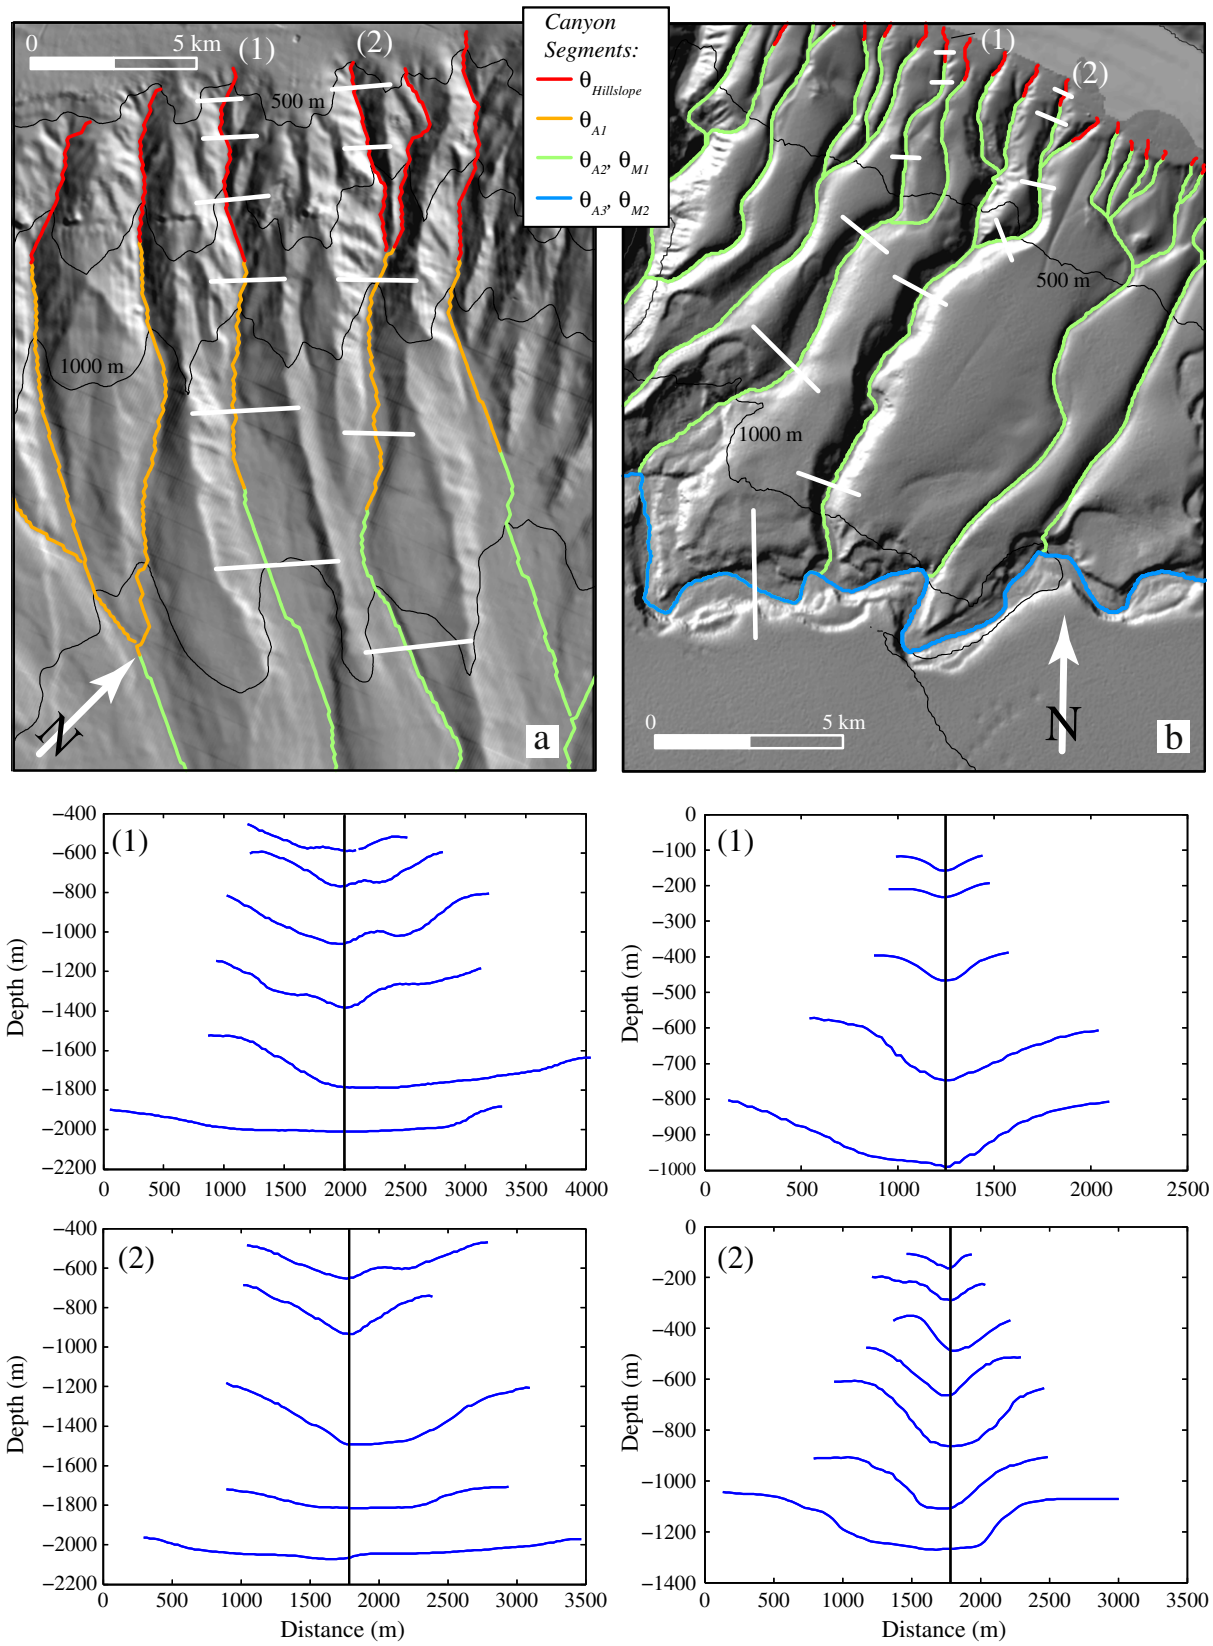 0
5 km
(1)
(2)
500 m
1000 m
N
a
Canyon
Segments:
θHillslope
θA1
θA2, θM1
θA3, θM2
(1)
(2)
500 m
1000 m
0
5 km
N
b
(1)
Depth (m)
−400
−600
−800
−1000
−1200
−1400
−1600
−1800
−2000
−2200
0 500 1000 1500 2000 2500 3000 3500 4000
(1)
Depth (m)
0
−100
−200
−300
−400
−500
−600
−700
−800
−900
−1000
0 500 1000 1500 2000 2500
(2)
Depth (m)
−400
−600
−800
−1000
−1200
−1400
−1600
−1800
−2000
−2200
0 500 1000 1500 2000 2500 3000 3500
Distance (m)
(2)
Depth (m)
0
−200
−400
−600
−800
−1000
−1200
−1400
0 500 1000 1500 2000 2500 3000 3500
Distance (m)